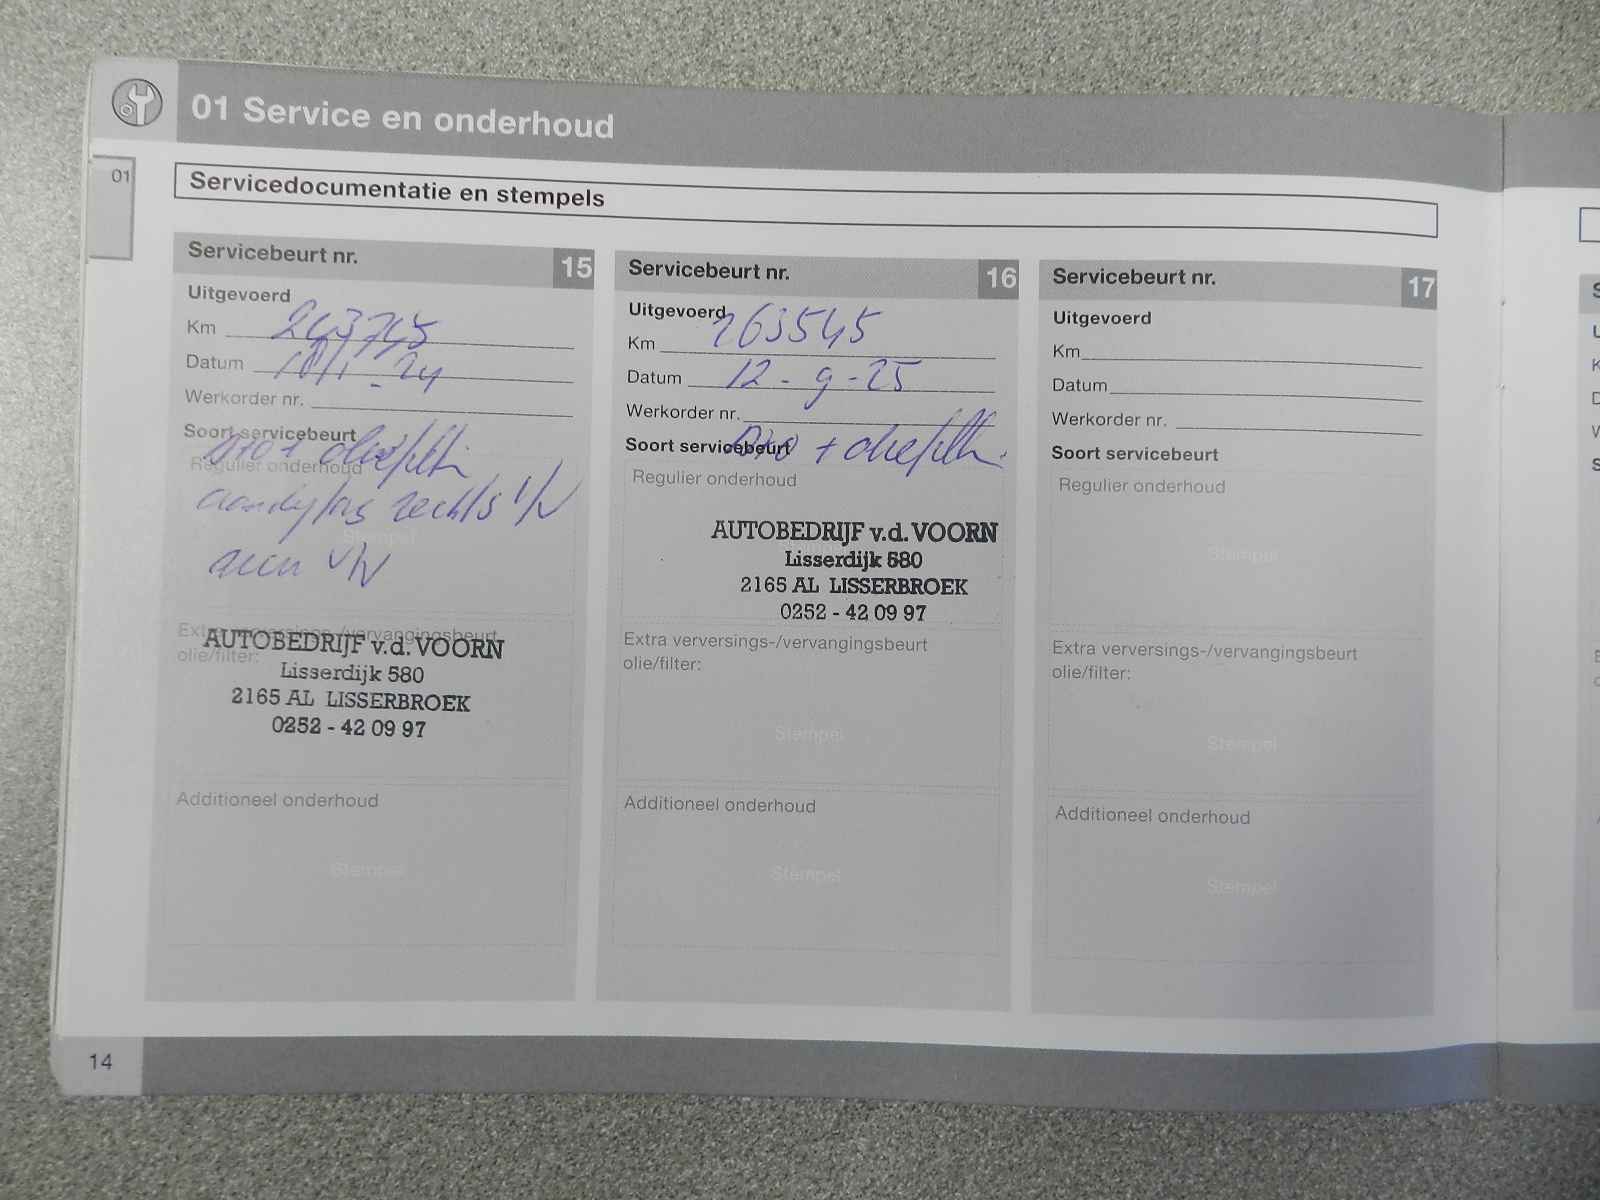 01 Service en onderhoud
01
Servicedocumentatie en stempels
Servicebeurt nr. 15
Uitgevoerd
Km 243745
Datum
Werkorder nr.
Soort servicebeurt
Regulier onderhoud
rechts V/V
Stempel
V/V
Extra verversings-/vervangingsbeurt
olie/filter:
AUTOBEDRIJF v.d. VOORN
Lisserdijk 580
2165 AL LISSERBROEK
0252 - 42 09 97
Additioneel onderhoud
Stempel
Servicebeurt nr. 16
Uitgevoerd
Km 263545
Datum 12 - 9 - 25
Werkorder nr.
Soort servicebeurt
Regulier onderhoud
Stempel
AUTOBEDRIJF v.d. VOORN
Lisserdijk 580
2165 AL LISSERBROEK
0252 - 42 09 97
Extra verversings-/vervangingsbeurt
olie/filter:
Stempel
Additioneel onderhoud
Stempel
Servicebeurt nr. 17
Uitgevoerd
Km
Datum
Werkorder nr.
Soort servicebeurt
Regulier onderhoud
Stempel
Extra verversings-/vervangingsbeurt
olie/filter:
Stempel
Additioneel onderhoud
Stempel
14